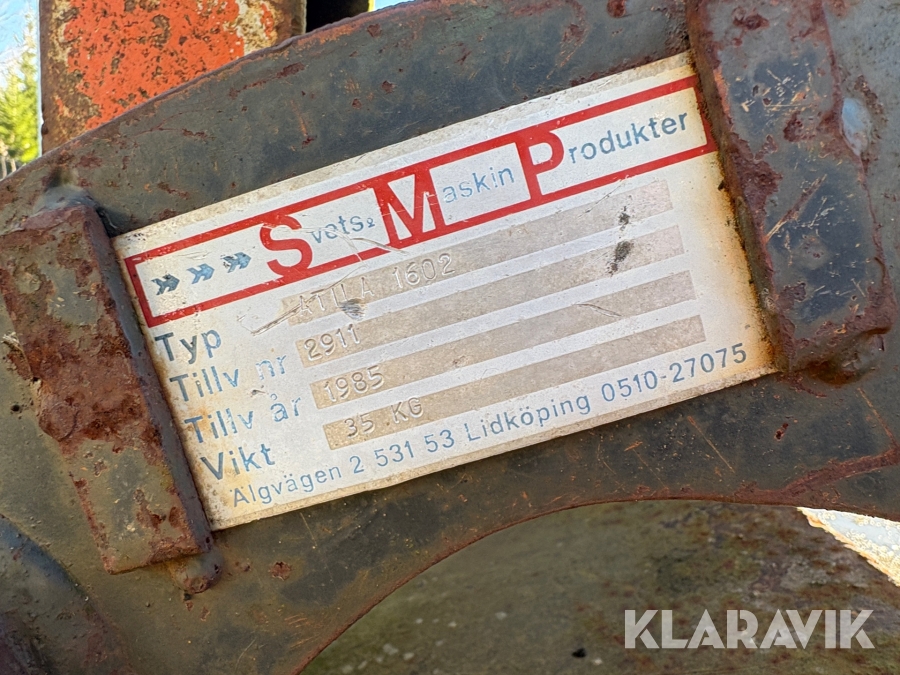 »»» Svets & Maskin Produkter
Typ ATILA 1602
Tillv nr 2911
Tillv år 1985
Vikt 35 KG
Algvägen 2 531 53 Lidköping 0510-27075
KLARAVIK